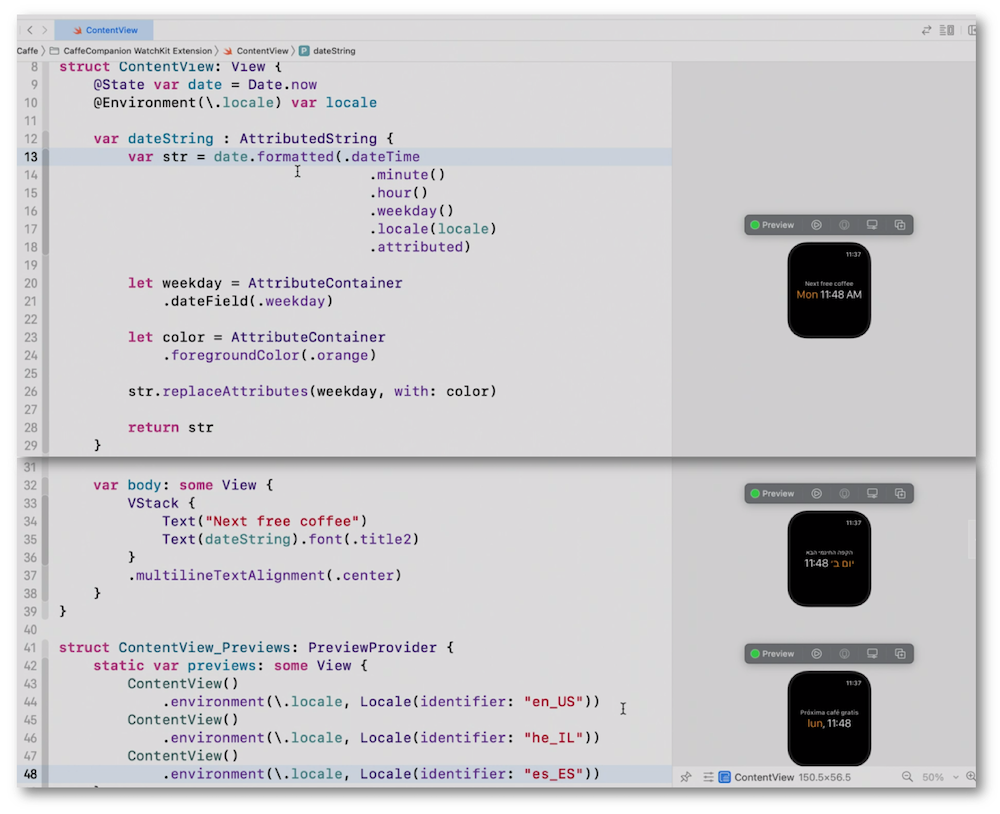 ContentView
Caffe 〉 CaffeCompanion WatchKit Extension 〉 ContentView 〉 P dateString
8 struct ContentView: View {
9 @State var date = Date.now
10 @Environment(\.locale) var locale
11
12 var dateString : AttributedString {
13 var str = date.formatted(.dateTime
14 .minute()
15 .hour()
16 .weekday()
17 .locale(locale)
18 .attributed)
19
20 let weekday = AttributeContainer
21 .dateField(.weekday)
22
23 let color = AttributeContainer
24 .foregroundColor(.orange)
25
26 str.replaceAttributes(weekday, with: color)
27
28 return str
29 }
Preview
11:37
Next free coffee
Mon 11:48 AM
31
32 var body: some View {
33 VStack {
34 Text("Next free coffee")
35 Text(dateString).font(.title2)
36 }
37 .multilineTextAlignment(.center)
38 }
39 }
40
41 struct ContentView_Previews: PreviewProvider {
42 static var previews: some View {
43 ContentView()
44 .environment(\.locale, Locale(identifier: "en_US"))
45 ContentView()
46 .environment(\.locale, Locale(identifier: "he_IL"))
47 ContentView()
48 .environment(\.locale, Locale(identifier: "es_ES"))
Preview
11:37
הקפה החינמי הבא
יום ב׳ 11:48
Preview
11:37
Próxima café gratis
lun, 11:48
ContentView 150.5×56.5
50%